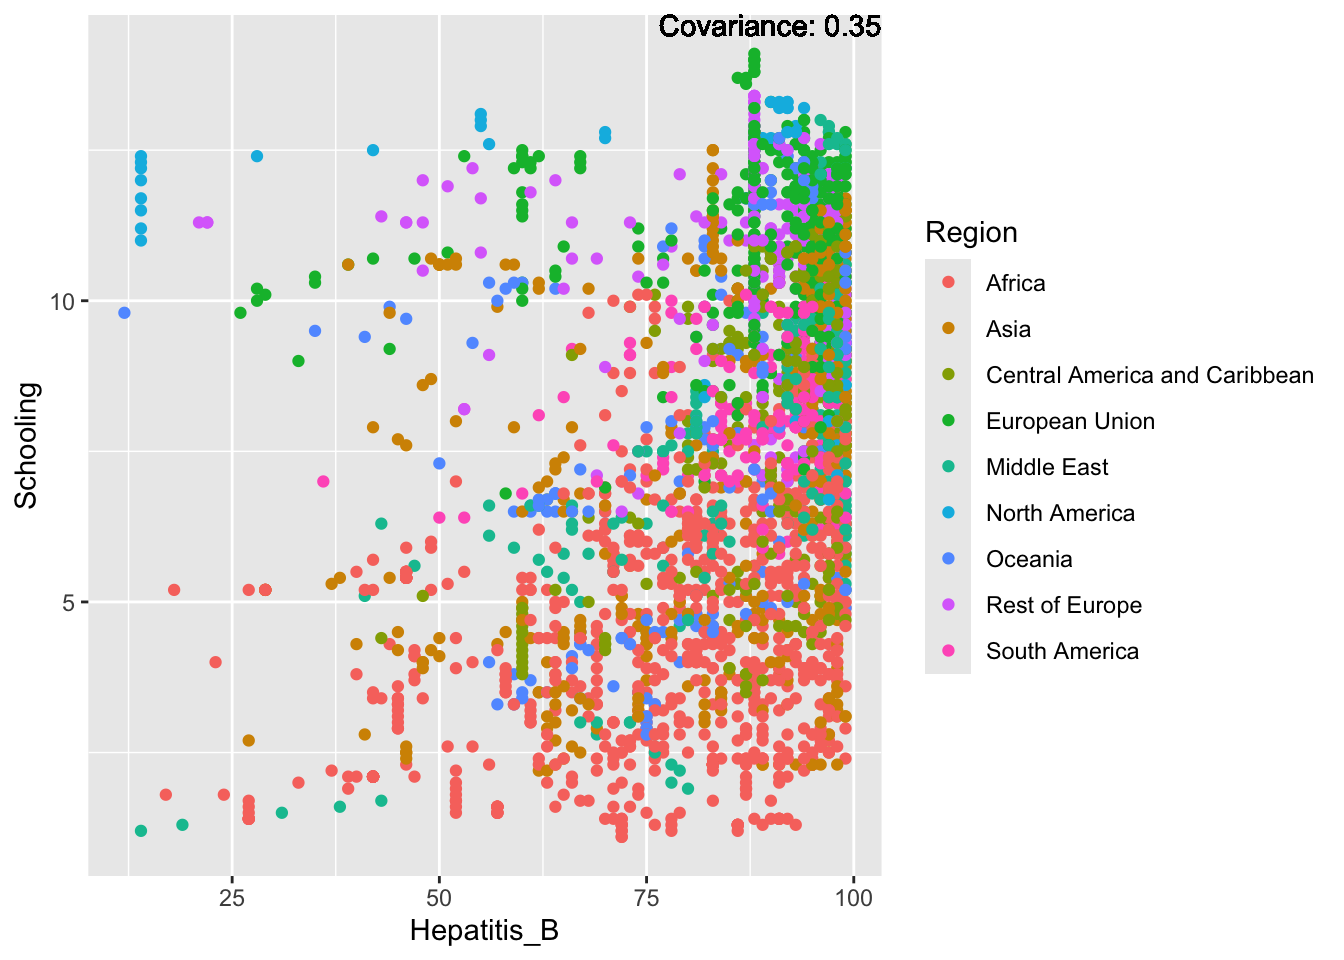 Covariance: 0.35
Schooling
10
5
25 50 75 100
Hepatitis_B
Region
Africa
Asia
Central America and Caribbean
European Union
Middle East
North America
Oceania
Rest of Europe
South America